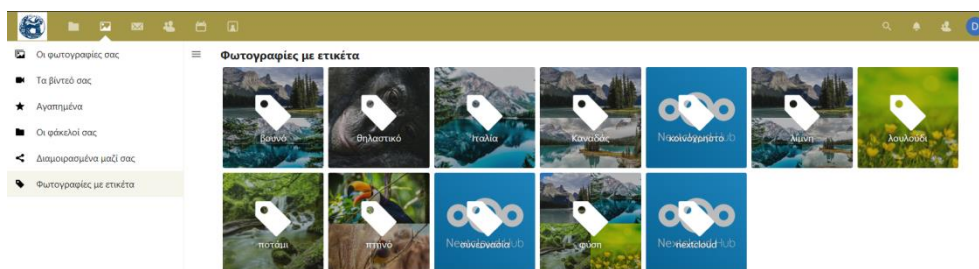 D
Οι φωτογραφίες σας
Φωτογραφίες με ετικέτα
Τα βίντεό σας
Αγαπημένα
Οι φάκελοί σας
Διαμοιρασμένα μαζί σας
Φωτογραφίες με ετικέτα
βουνό
θηλαστικό
Ιταλία
Καναδάς
κοινόχρηστο
λίμνη
λουλούδι
ποτάμι
πτηνό
συνεργασία
φύση
nextcloud